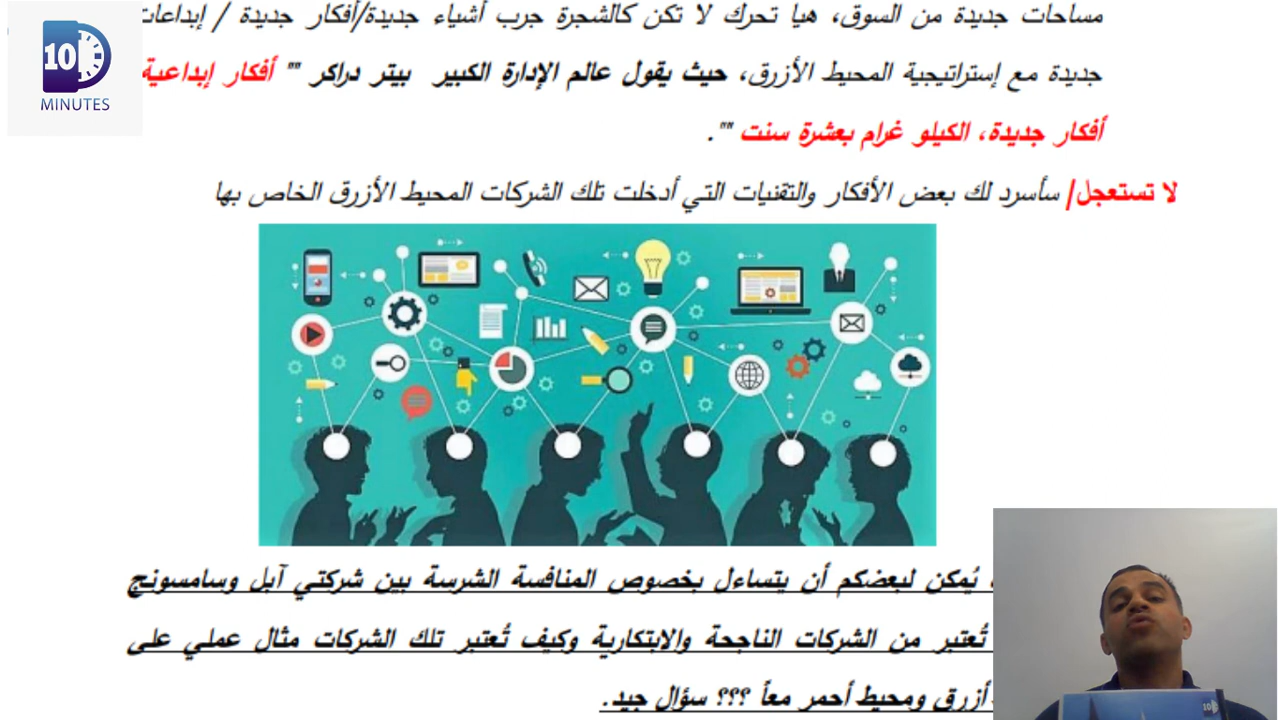 10
MINUTES
مساحات جديدة من السوق، هيا تحرك لا تكن كالشجرة جرب أشياء جديدة/أفكار جديدة / إبداعات
جديدة مع إستراتيجية المحيط الأزرق، حيث يقول عالم الإدارة الكبير بيتر دراكر "" أفكار إبداعية
أفكار جديدة، الكيلو غرام بعشرة سنت "".
لا تستعجل/ سأسرد لك بعض الأفكار والتقنيات التي أدخلت تلك الشركات المحيط الأزرق الخاص بها
يُمكن لبعضكم أن يتساءل بخصوص المنافسة الشرسة بين شركتي آبل وسامسونج
تُعتبر من الشركات الناجحة والابتكارية وكيف تُعتبر تلك الشركات مثال عملي على
أزرق ومحيط أحمر معاً ؟؟؟ سؤال جيد.
10